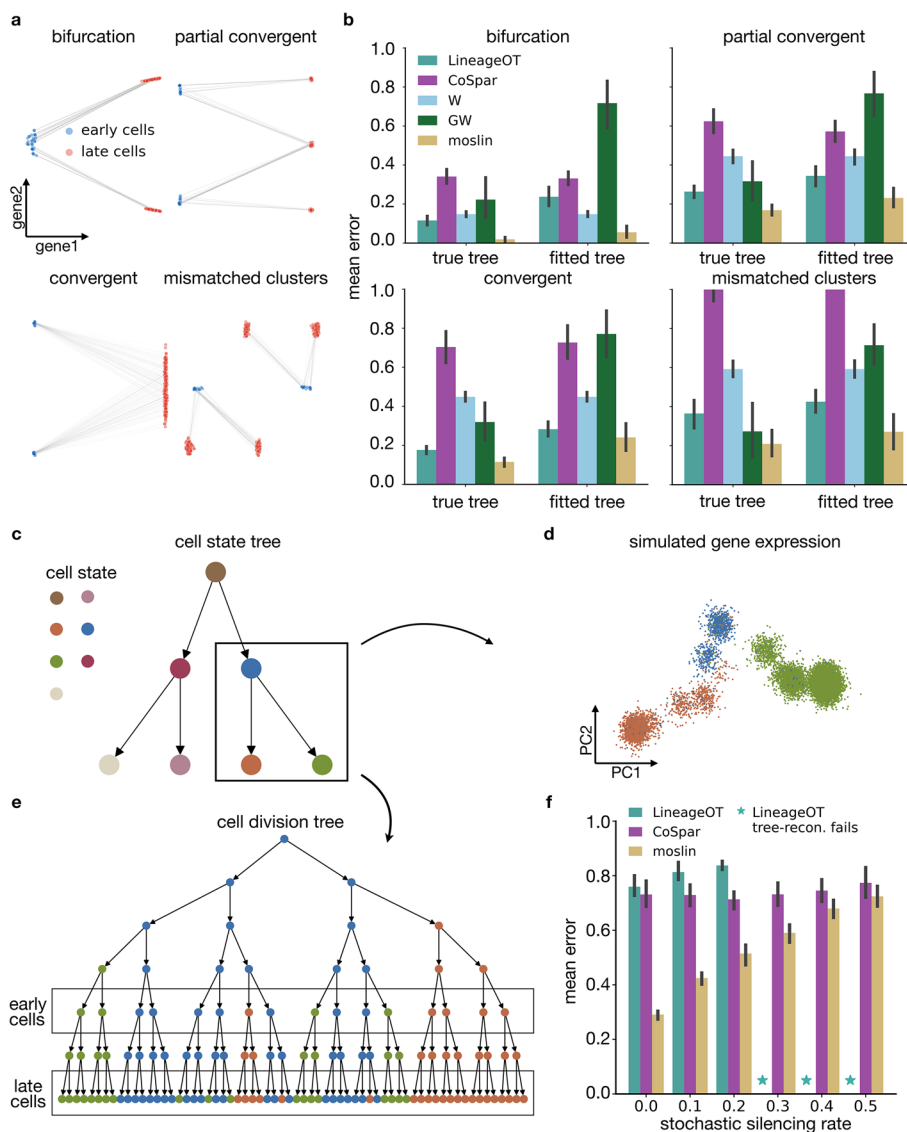 a
bifurcation
partial convergent
early cells
late cells
gene2
gene1
convergent
mismatched clusters
b
bifurcation
partial convergent
1.0
0.8
0.6
0.4
0.2
0.0
LineageOT
CoSpar
W
GW
moslin
true tree
fitted tree
true tree
fitted tree
mean error
convergent
mismatched clusters
1.0
0.8
0.6
0.4
0.2
0.0
true tree
fitted tree
true tree
fitted tree
c
cell state tree
cell state
d
simulated gene expression
PC2
PC1
e
cell division tree
early
cells
late
cells
f
LineageOT
CoSpar
moslin
LineageOT
tree-recon. fails
1.0
0.8
0.6
0.4
0.2
0.0
mean error
0.0 0.1 0.2 0.3 0.4 0.5
stochastic silencing rate